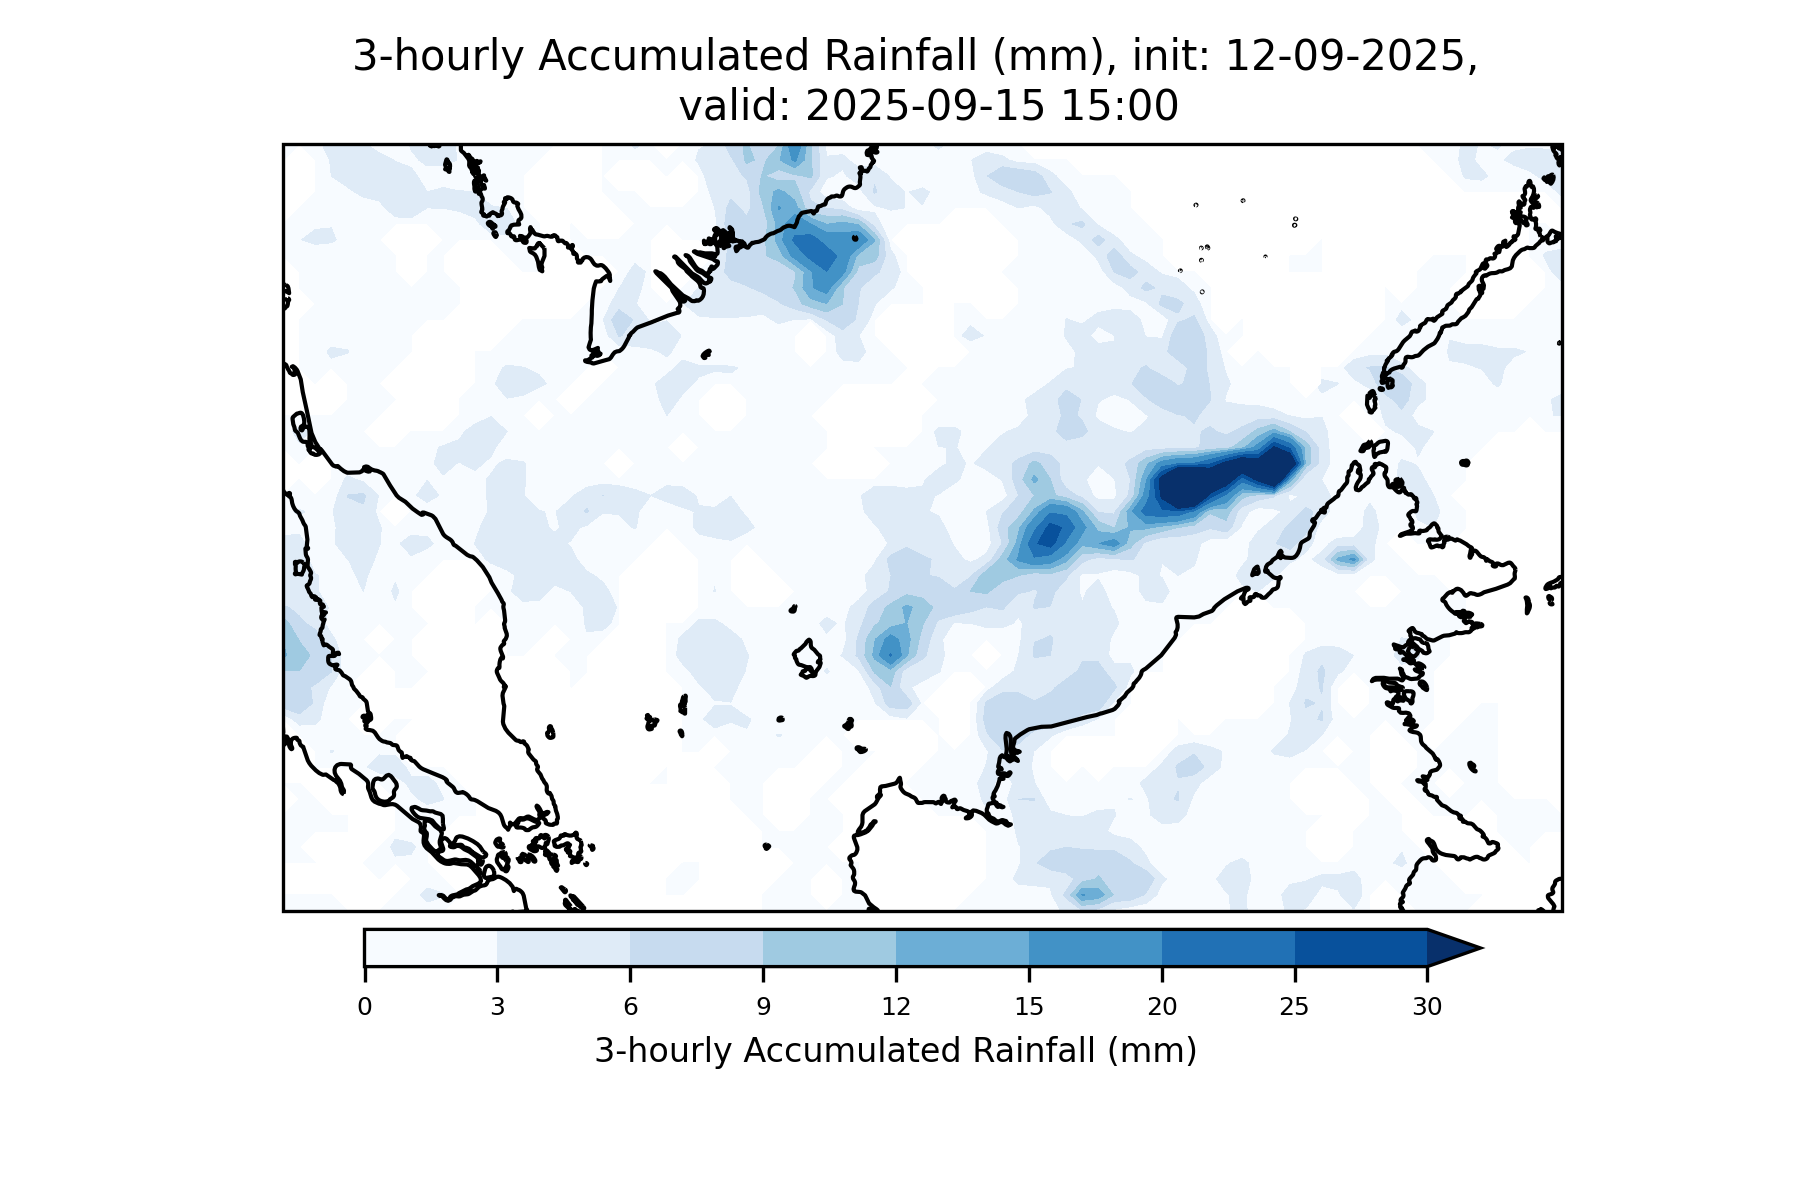 3-hourly Accumulated Rainfall (mm), init: 12-09-2025,
valid: 2025-09-15 15:00
0 3 6 9 12 15 20 25 30
3-hourly Accumulated Rainfall (mm)